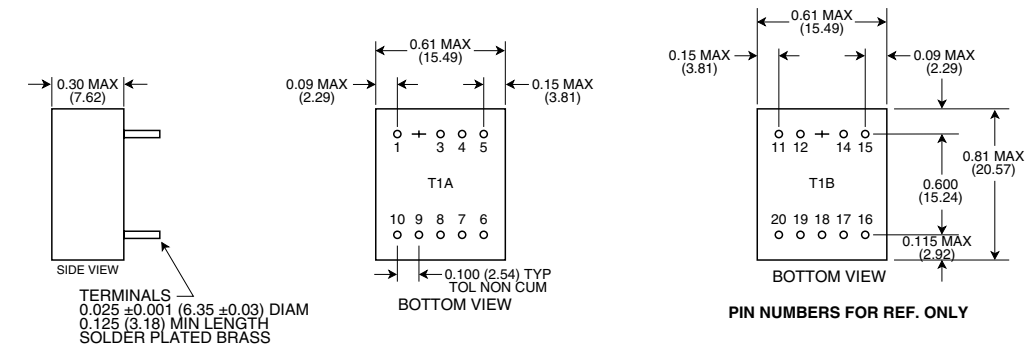 0.30 MAX
(7.62)
SIDE VIEW
TERMINALS
0.025 ±0.001 (6.35 ±0.03) DIAM
0.125 (3.18) MIN LENGTH
SOLDER PLATED BRASS
0.61 MAX
(15.49)
0.09 MAX
(2.29)
0.15 MAX
(3.81)
1 3 4 5
T1A
10 9 8 7 6
0.100 (2.54) TYP
TOL NON CUM
BOTTOM VIEW
0.61 MAX
(15.49)
0.15 MAX
(3.81)
0.09 MAX
(2.29)
11 12 14 15
T1B
20 19 18 17 16
0.81 MAX
(20.57)
0.600
(15.24)
0.115 MAX
(2.92)
BOTTOM VIEW
PIN NUMBERS FOR REF. ONLY